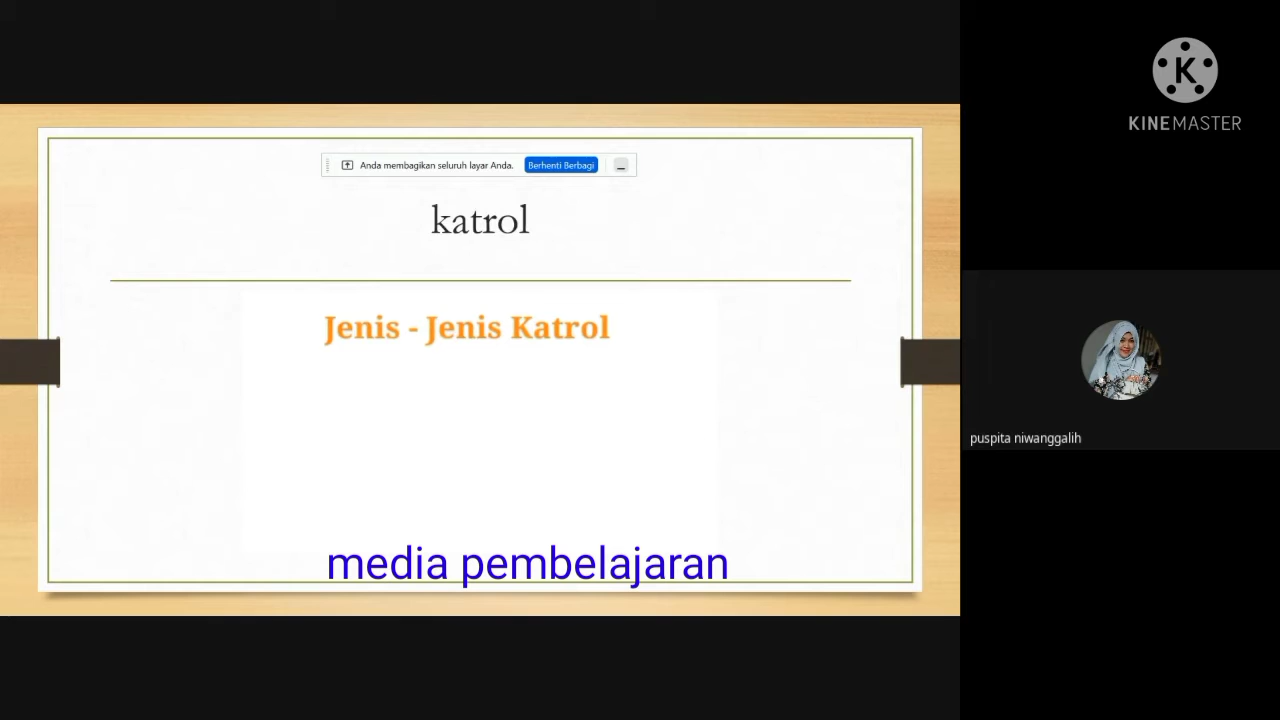 KINEMASTER
Anda membagikan seluruh layar Anda. Berhenti Berbagi
katrol
Jenis - Jenis Katrol
puspita niwanggalih
media pembelajaran